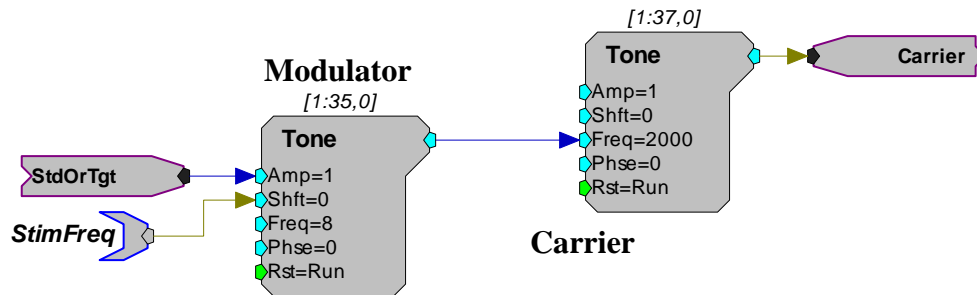 [1:37,0]
Tone
Amp=1
Shft=0
Freq=2000
Phse=0
Rst=Run
Carrier
Carrier
Modulator
[1:35,0]
Tone
Amp=1
Shft=0
Freq=8
Phse=0
Rst=Run
StdOrTgt
StimFreq